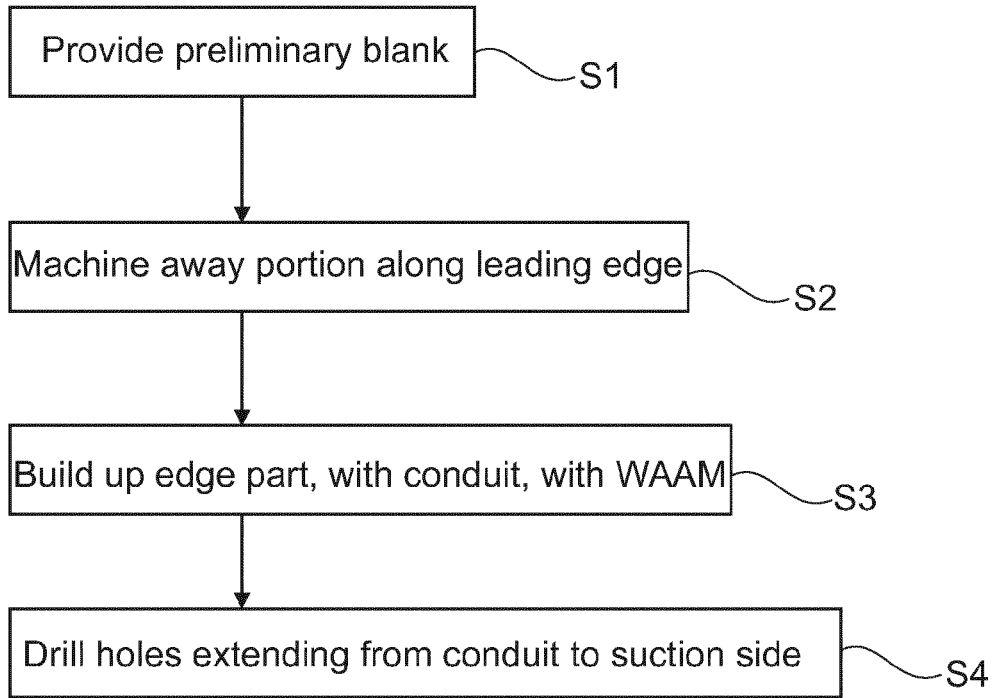 Provide preliminary blank
S1
Machine away portion along leading edge
S2
Build up edge part, with conduit, with WAAM
S3
Drill holes extending from conduit to suction side
S4